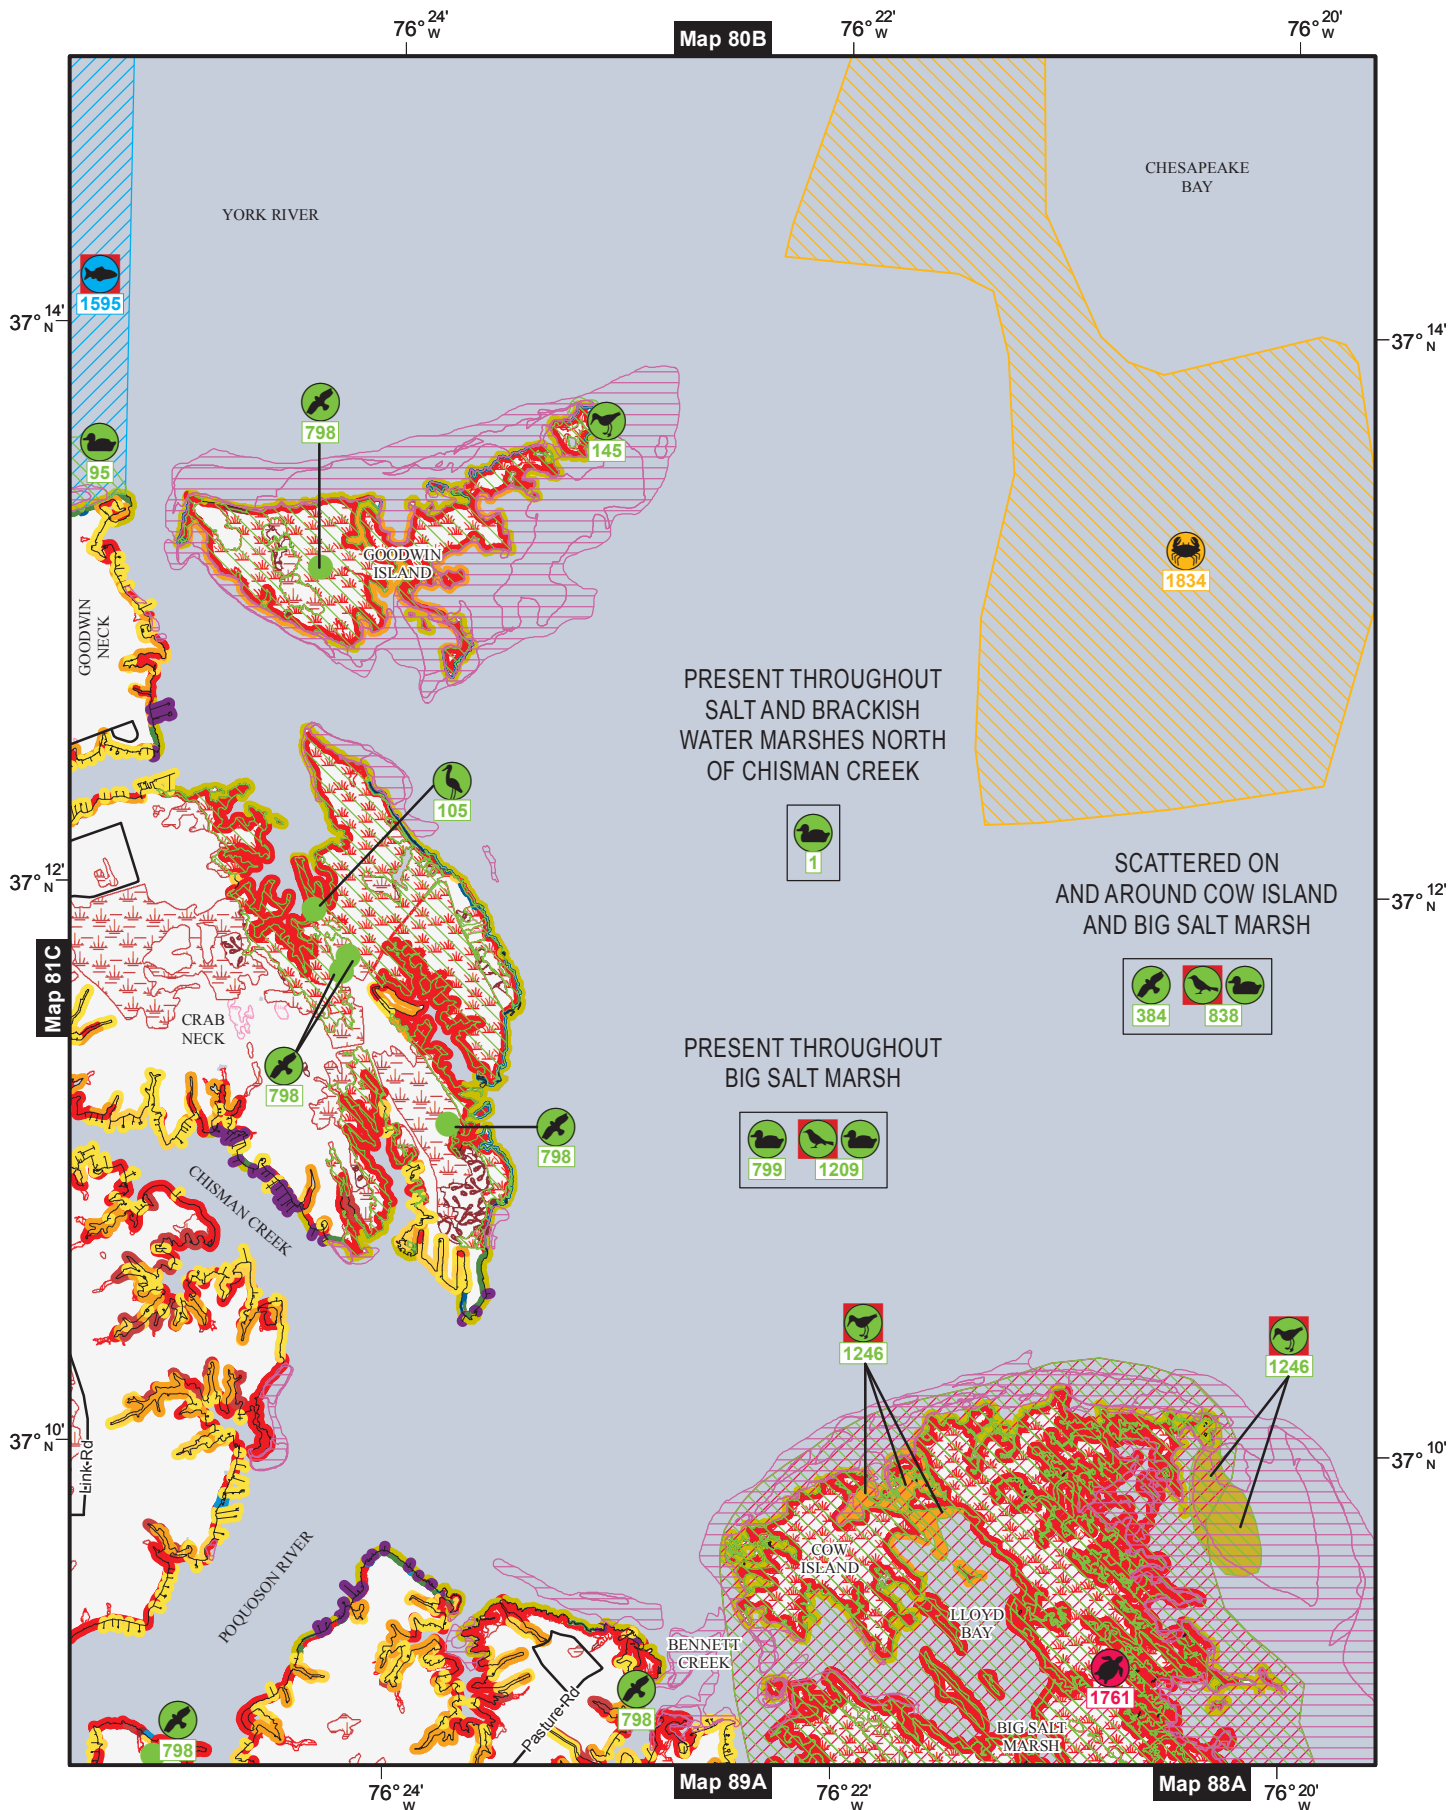 76° 24' W
76° 22' W
76° 20' W
Map 80B
CHESAPEAKE
BAY
YORK RIVER
1595
37° 14' N
37° 14' N
798
145
95
GOODWIN
ISLAND
1834
GOODWIN
NECK
PRESENT THROUGHOUT
SALT AND BRACKISH
WATER MARSHES NORTH
OF CHISMAN CREEK
1
105
SCATTERED ON
AND AROUND COW ISLAND
AND BIG SALT MARSH
384
838
37° 12' N
37° 12' N
Map 81C
CRAB
NECK
798
PRESENT THROUGHOUT
BIG SALT MARSH
799
1209
798
CHISMAN CREEK
1246
1246
37° 10' N
37° 10' N
Link Rd
COW
ISLAND
POQUOSON RIVER
LLOYD
BAY
BENNETT
CREEK
1761
798
Pasture Rd
798
BIG SALT
MARSH
Map 89A
Map 88A
76° 24' W
76° 22' W
76° 20' W